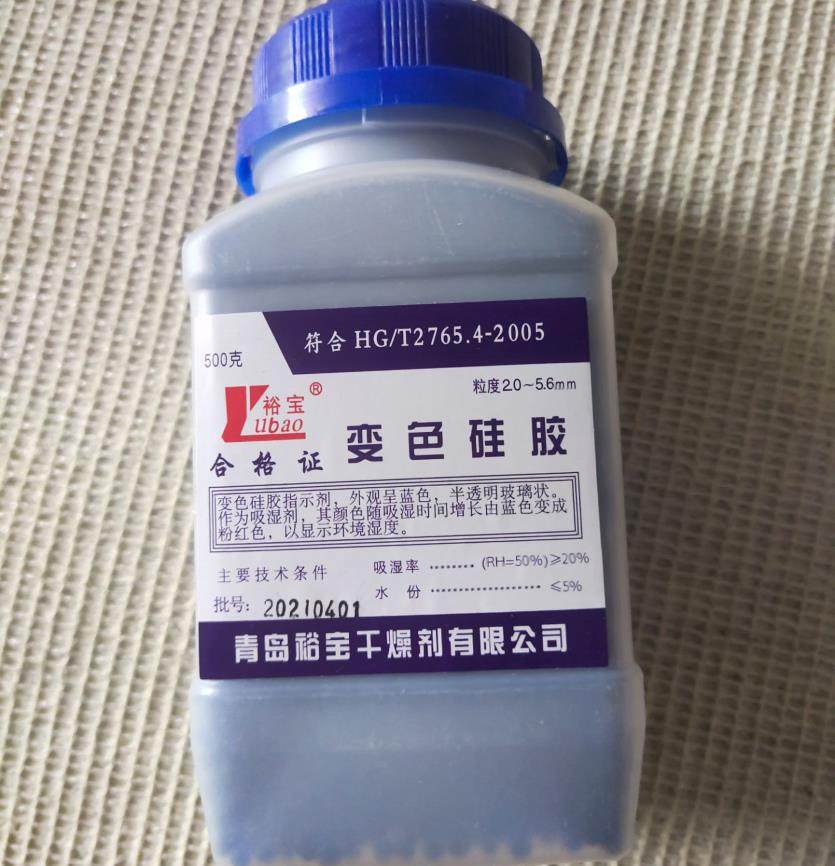 符合 HG/T2765.4-2005
500克
粒度2.0～5.6mm
裕宝®
Yubao
合格证 变色硅胶
变色硅胶指示剂，外观呈蓝色，半透明玻璃状。
作为吸湿剂，其颜色随吸湿时间增长由蓝色变成
粉红色，以显示环境湿度。
主要技术条件 吸湿率 ········ (RH=50%)≥20%
水份 ···················· ≤5%
批号：20210401
青岛裕宝干燥剂有限公司